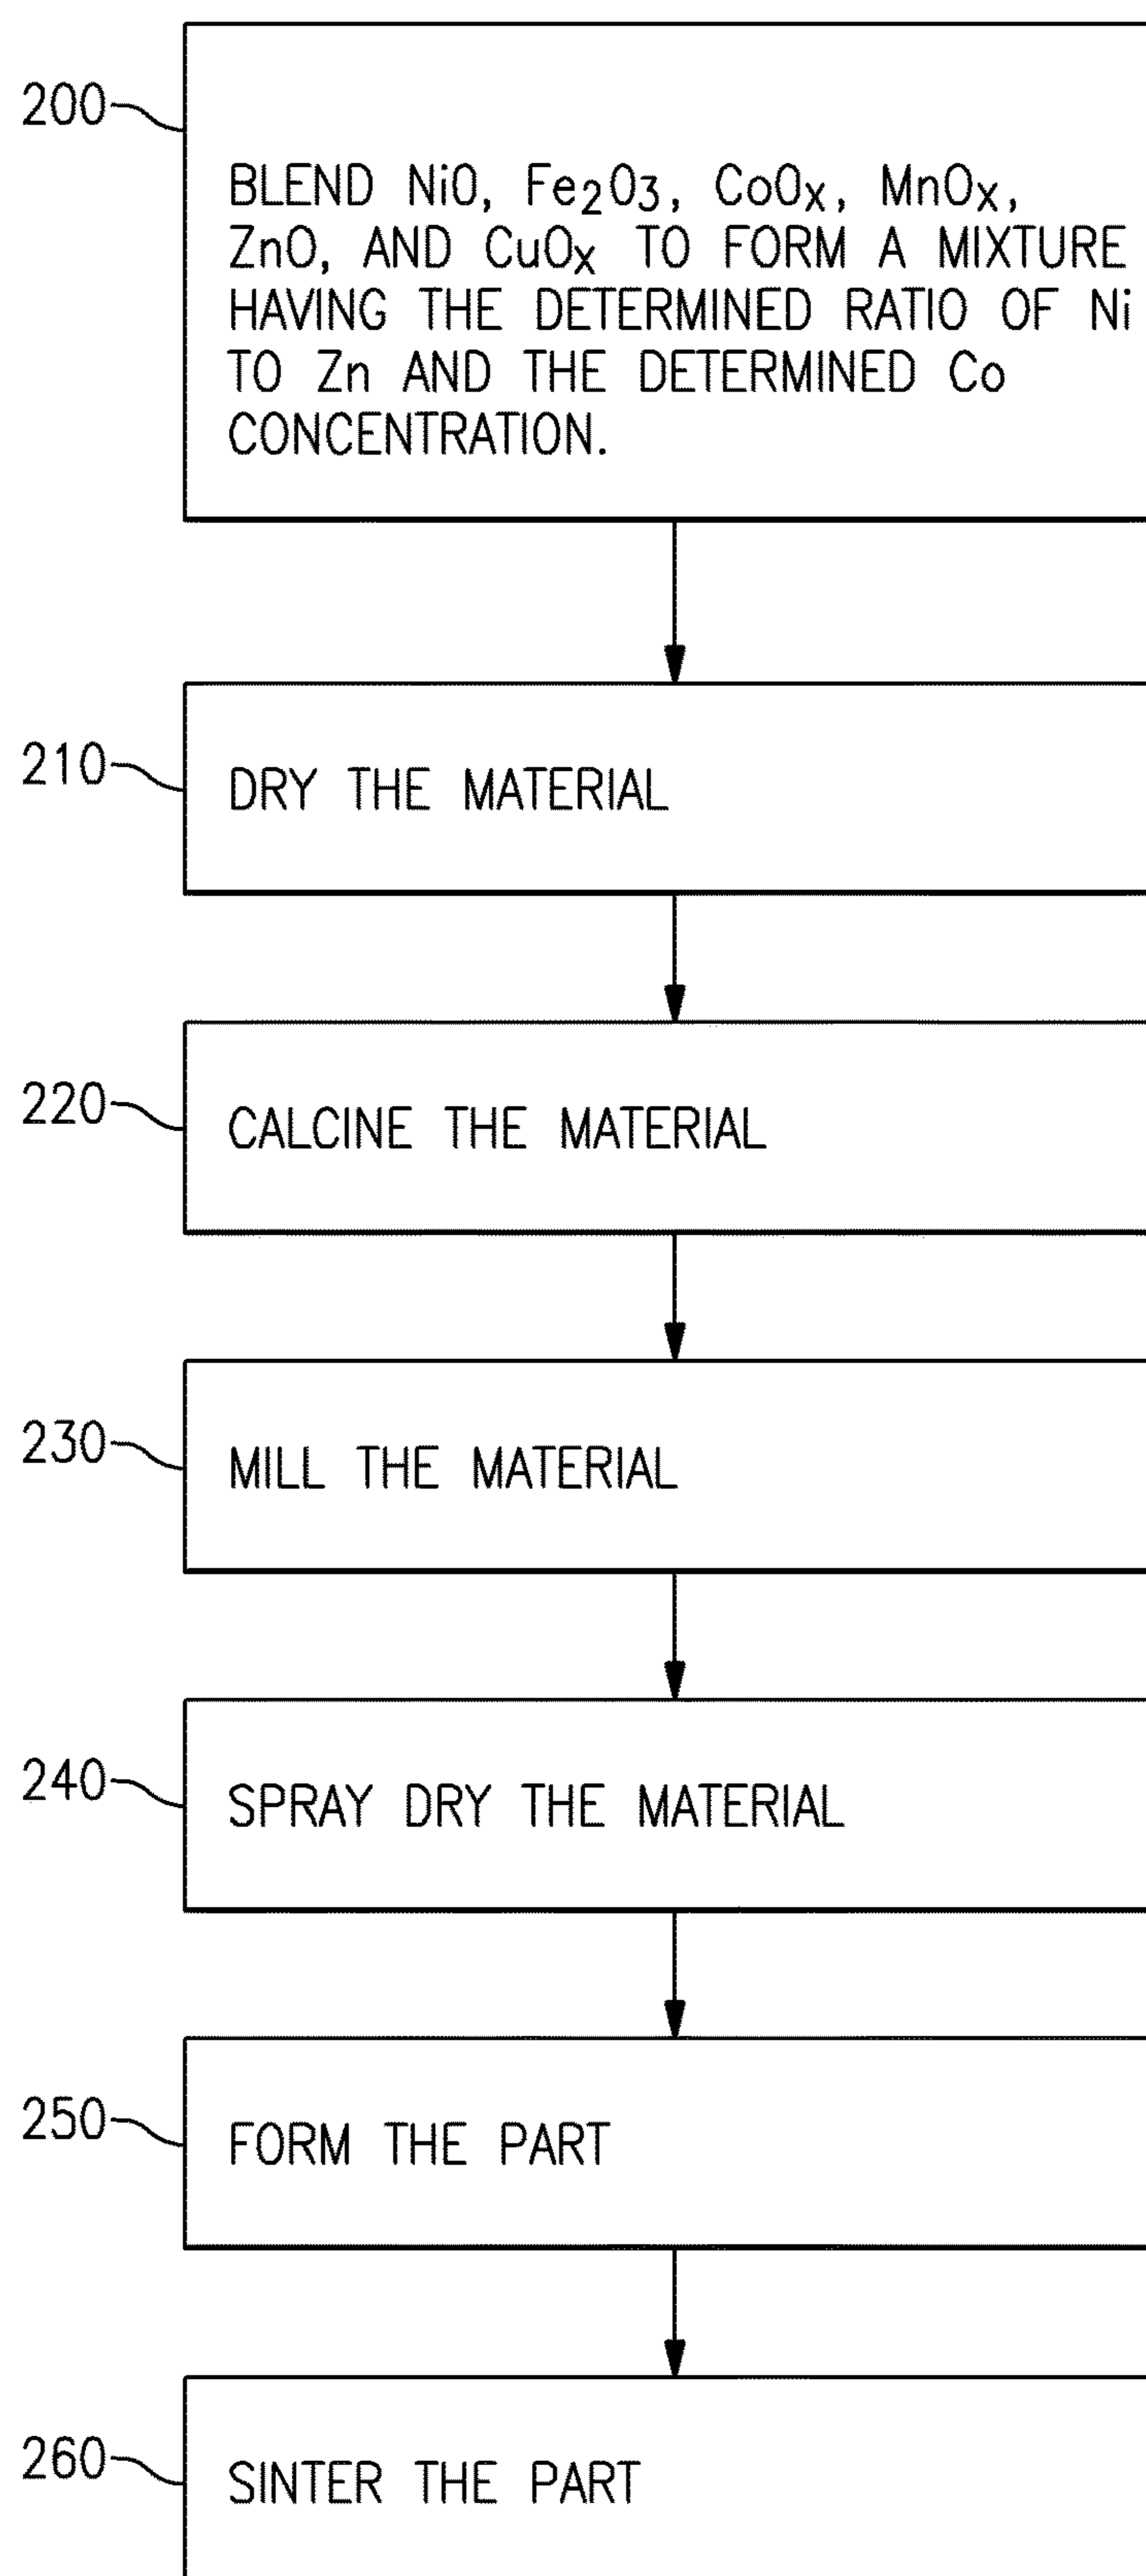 200
BLEND NiO, Fe₂O₃, CoOₓ, MnOₓ,
ZnO, AND CuOₓ TO FORM A MIXTURE
HAVING THE DETERMINED RATIO OF Ni
TO Zn AND THE DETERMINED Co
CONCENTRATION.
210
DRY THE MATERIAL
220
CALCINE THE MATERIAL
230
MILL THE MATERIAL
240
SPRAY DRY THE MATERIAL
250
FORM THE PART
260
SINTER THE PART